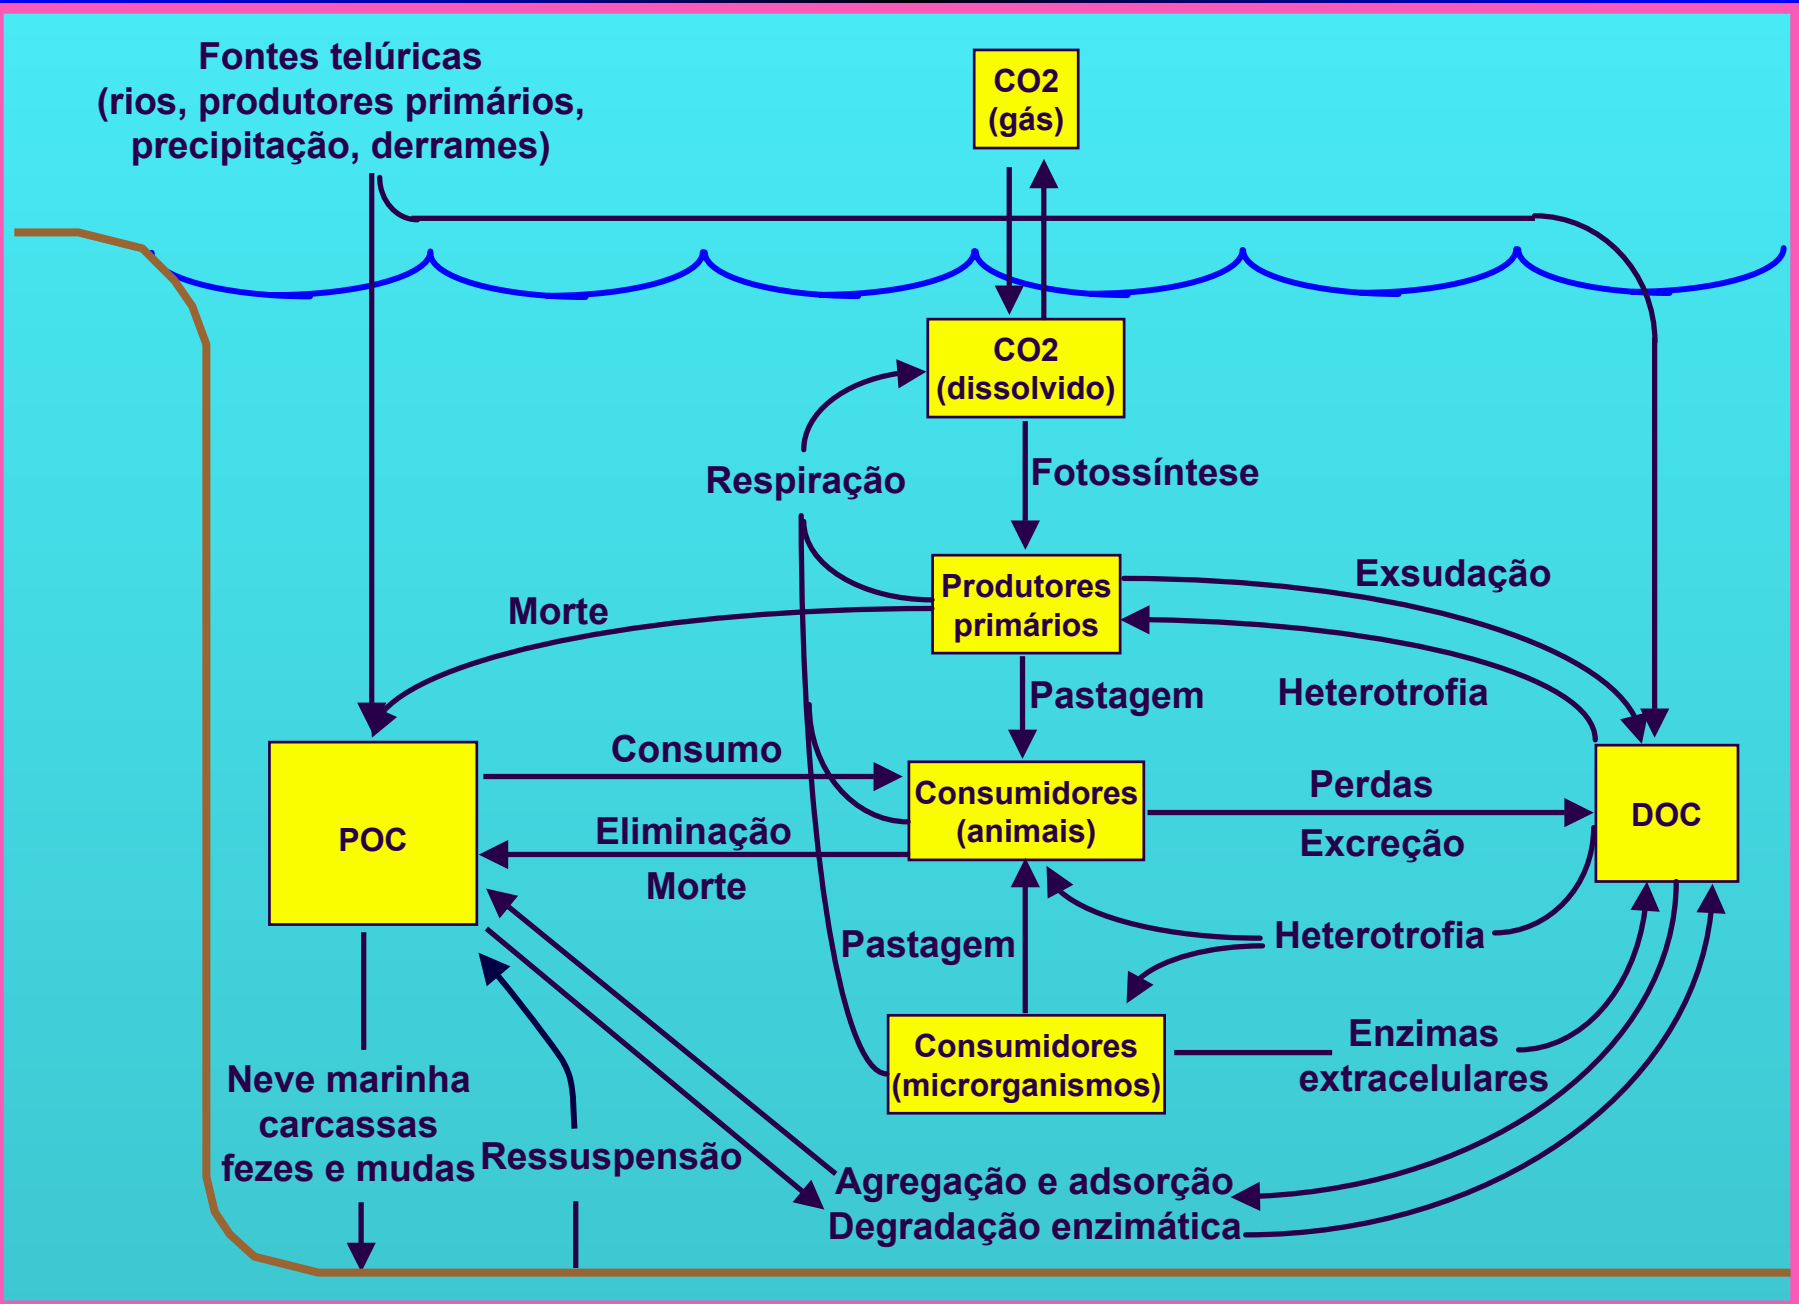 Fontes telúricas
(rios, produtores primários,
precipitação, derrames)
CO2
(gás)
CO2
(dissolvido)
Respiração
Fotossíntese
Produtores
primários
Exsudação
Morte
Pastagem
Heterotrofia
Consumo
POC
Consumidores
(animais)
Perdas
DOC
Eliminação
Excreção
Morte
Pastagem
Heterotrofia
Consumidores
(microrganismos)
Enzimas
extracelulares
Neve marinha
carcassas
fezes e mudas
Ressuspensão
Agregação e adsorção
Degradação enzimática